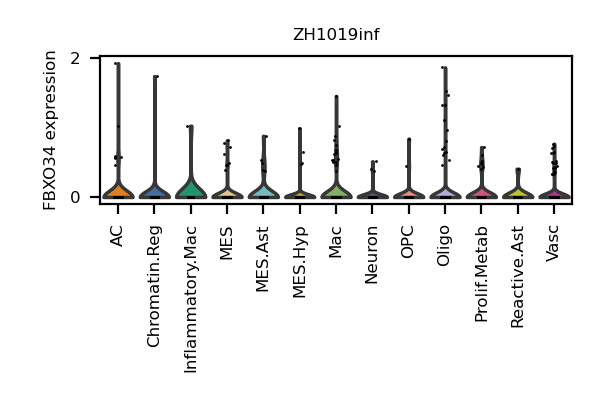 ZH1019inf
FBXO34 expression
2
0
AC
Chromatin.Reg
Inflammatory.Mac
MES
MES.Ast
MES.Hyp
Mac
Neuron
OPC
Oligo
Prolif.Metab
Reactive.Ast
Vasc